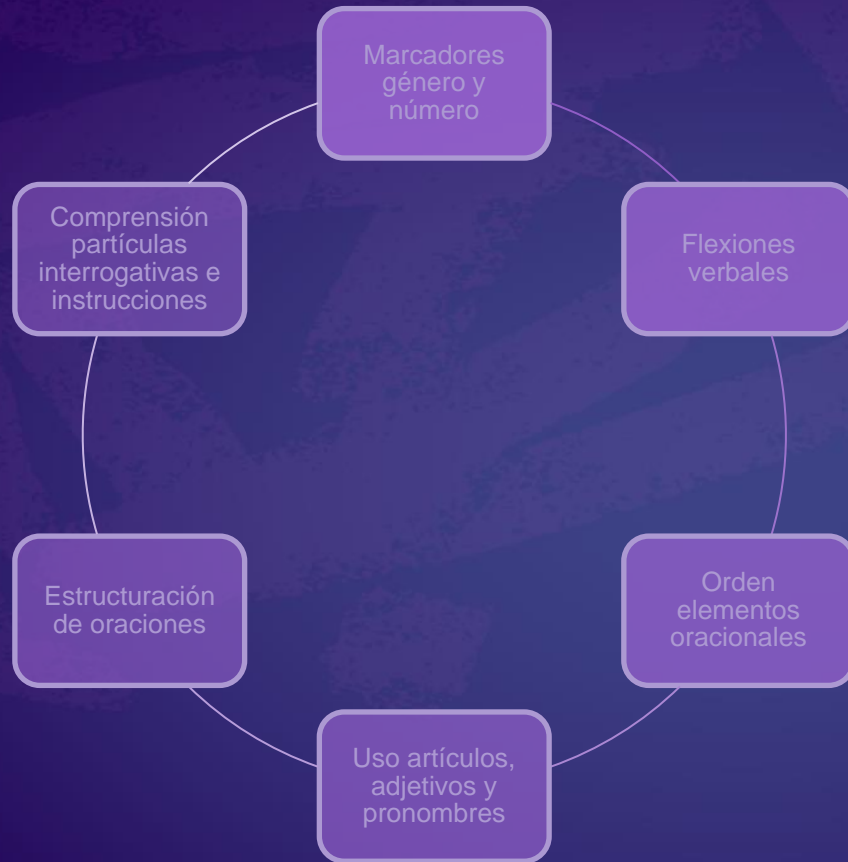 Marcadores
género y
número
Flexiones
verbales
Orden
elementos
oracionales
Uso artículos,
adjetivos y
pronombres
Estructuración
de oraciones
Comprensión
partículas
interrogativas e
instrucciones